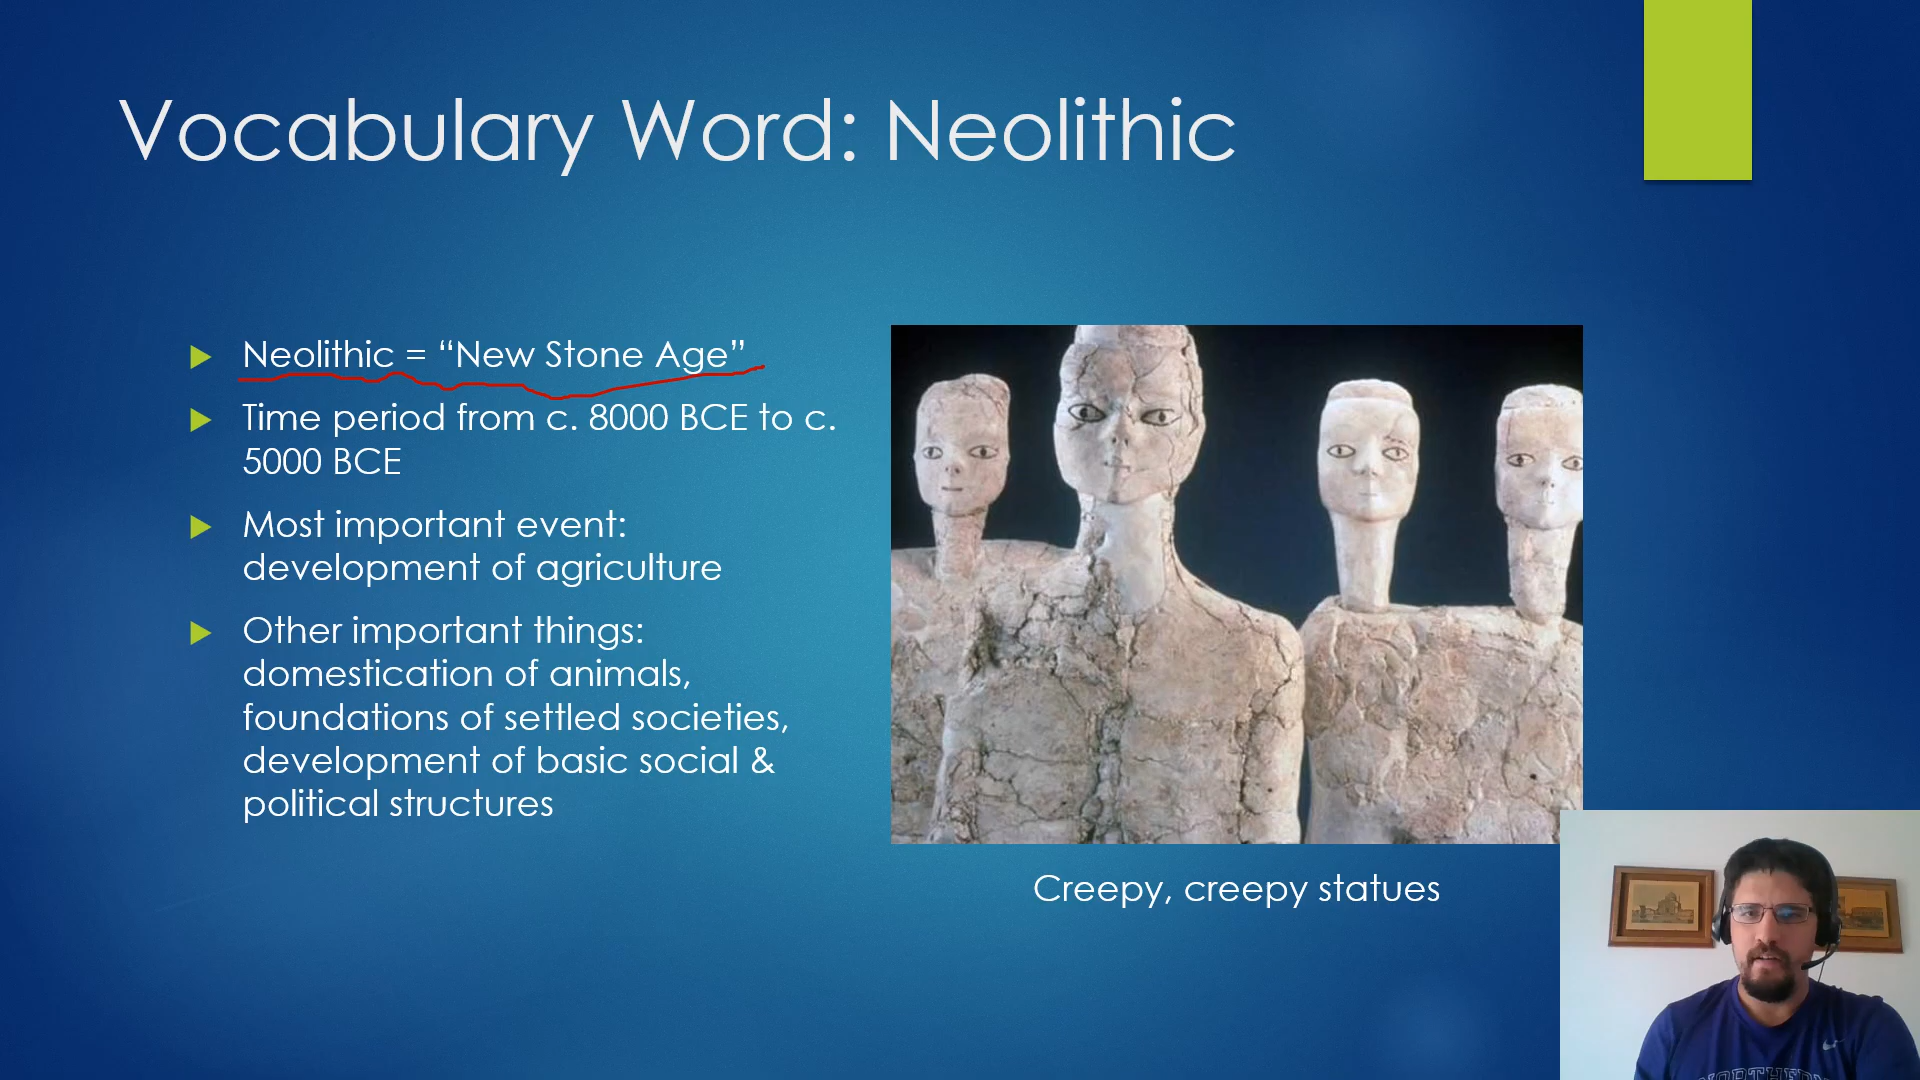 Vocabulary Word: Neolithic
Neolithic = “New Stone Age”
Time period from c. 8000 BCE to c.
5000 BCE
Most important event:
development of agriculture
Other important things:
domestication of animals,
foundations of settled societies,
development of basic social &
political structures
Creepy, creepy statues